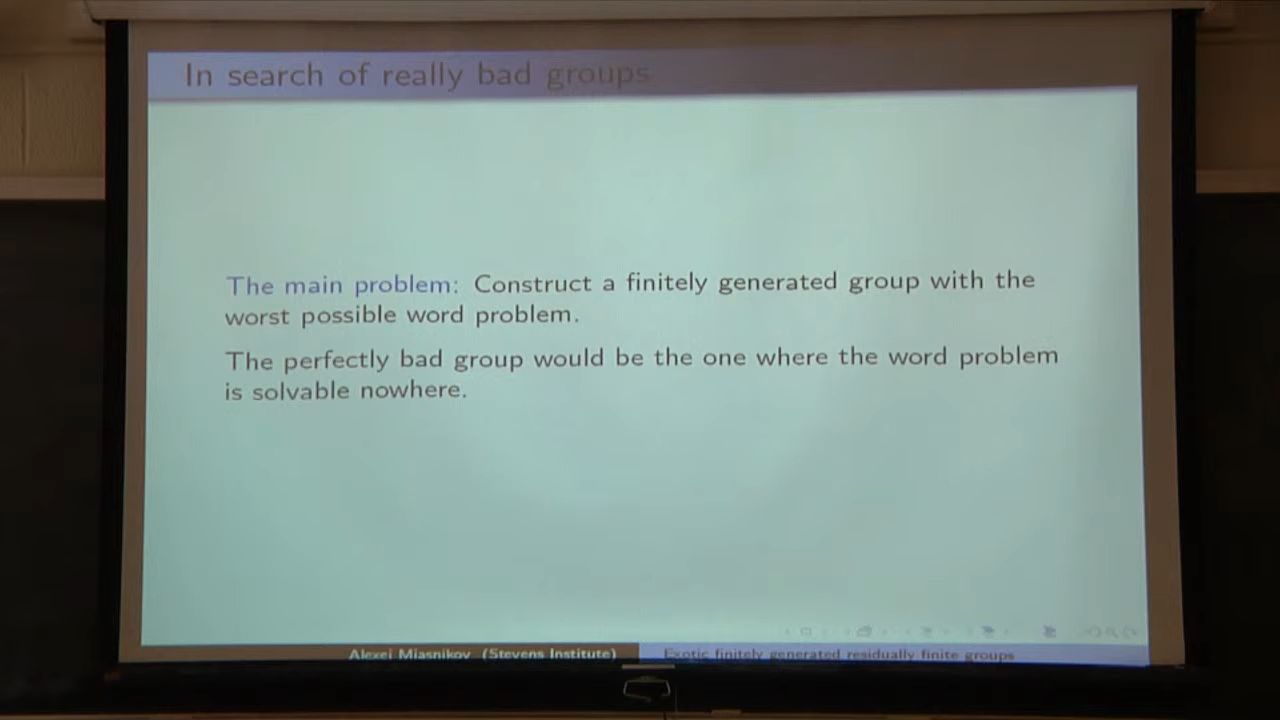 In search of really bad groups
The main problem: Construct a finitely generated group with the
worst possible word problem.
The perfectly bad group would be the one where the word problem
is solvable nowhere.
Alexei Miasnikov (Stevens Institute)
Exotic finitely generated residually finite groups